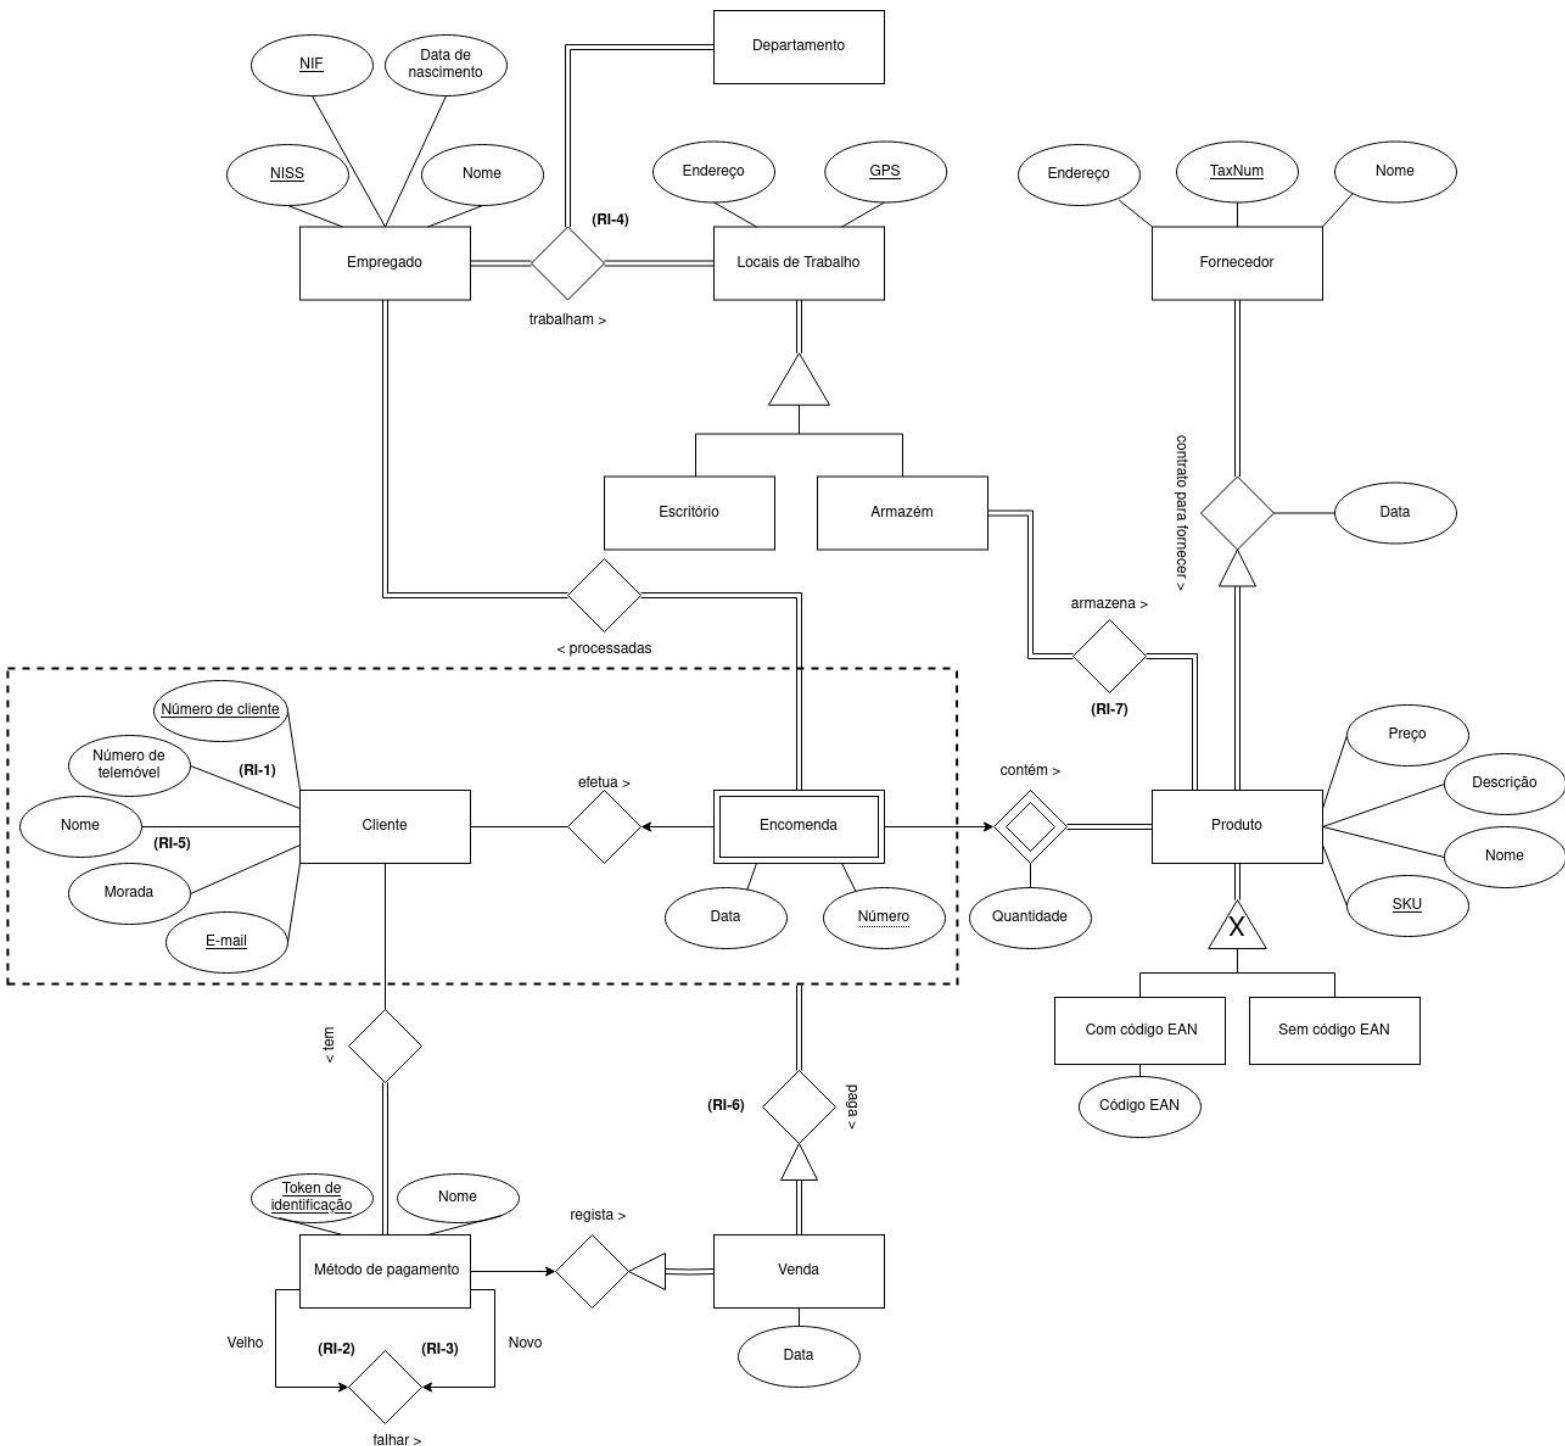 Departamento
NIF
Data de
nascimento
NISS
Nome
Endereço
GPS
Endereço
TaxNum
Nome
(RI-4)
Empregado
Locais de Trabalho
Fornecedor
trabalham >
contrato para fornecer >
Escritório
Armazém
Data
armazena >
< processadas
(RI-7)
Número de cliente
Número de
telemóvel
(RI-1)
Nome
(RI-5)
Morada
E-mail
Cliente
efetua >
Encomenda
Data
Número
contém >
Quantidade
Produto
Preço
Descrição
Nome
SKU
X
Com código EAN
Sem código EAN
Código EAN
< tem
(RI-6)
paga >
Token de
identificação
Nome
regista >
Método de pagamento
Venda
Velho
(RI-2)
(RI-3)
Novo
Data
falhar >